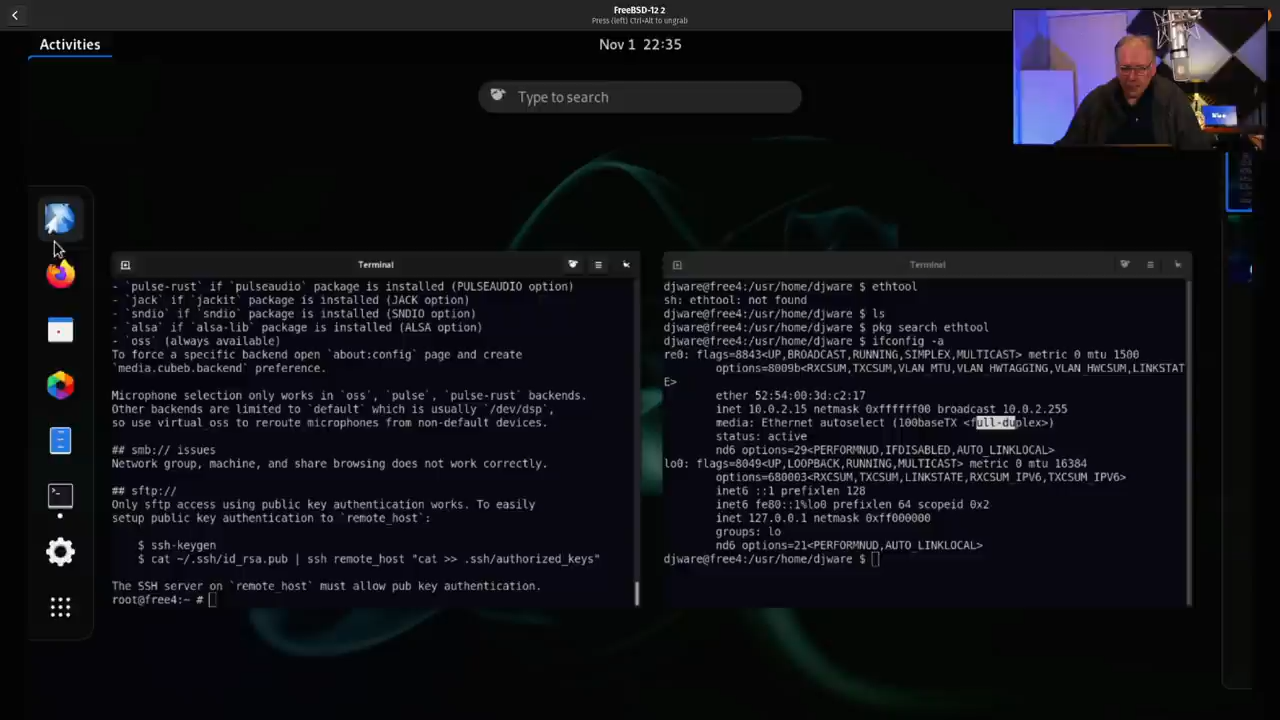 FreeBSD-12 2
Press (left) Ctrl+Alt to ungrab
Activities
Nov 1 22:35
Type to search
Terminal
- `pulse-rust` if `pulseaudio` package is installed (PULSEAUDIO option)
- `jack` if `jackit` package is installed (JACK option)
- `sndio` if `sndio` package is installed (SNDIO option)
- `alsa` if `alsa-lib` package is installed (ALSA option)
- `oss` (always available)
To force a specific backend open `about:config` page and create
`media.cubeb.backend` preference.
Microphone selection only works in `oss`, `pulse`, `pulse-rust` backends.
Other backends are limited to `default` which is usually `/dev/dsp`,
so use virtual_oss to reroute microphones from non-default devices.
## smb:// issues
Network group, machine, and share browsing does not work correctly.
## sftp://
Only sftp access using public key authentication works. To easily
setup public key authentication to `remote_host`:
$ ssh-keygen
$ cat ~/.ssh/id_rsa.pub | ssh remote_host "cat >> .ssh/authorized_keys"
The SSH server on `remote_host` must allow pub key authentication.
root@free4:~ #
Terminal
djware@free4:/usr/home/djware $ ethtool
sh: ethtool: not found
djware@free4:/usr/home/djware $ ls
djware@free4:/usr/home/djware $ pkg search ethtool
djware@free4:/usr/home/djware $ ifconfig -a
re0: flags=8843<UP,BROADCAST,RUNNING,SIMPLEX,MULTICAST> metric 0 mtu 1500
options=8009b<RXCSUM,TXCSUM,VLAN_MTU,VLAN_HWTAGGING,VLAN_HWCSUM,LINKSTAT
E>
ether 52:54:00:3d:c2:17
inet 10.0.2.15 netmask 0xffffff00 broadcast 10.0.2.255
media: Ethernet autoselect (100baseTX <full-duplex>)
status: active
nd6 options=29<PERFORMNUD,IFDISABLED,AUTO_LINKLOCAL>
lo0: flags=8049<UP,LOOPBACK,RUNNING,MULTICAST> metric 0 mtu 16384
options=680003<RXCSUM,TXCSUM,LINKSTATE,RXCSUM_IPV6,TXCSUM_IPV6>
inet6 ::1 prefixlen 128
inet6 fe80::1%lo0 prefixlen 64 scopeid 0x2
inet 127.0.0.1 netmask 0xff000000
groups: lo
nd6 options=21<PERFORMNUD,AUTO_LINKLOCAL>
djware@free4:/usr/home/djware $